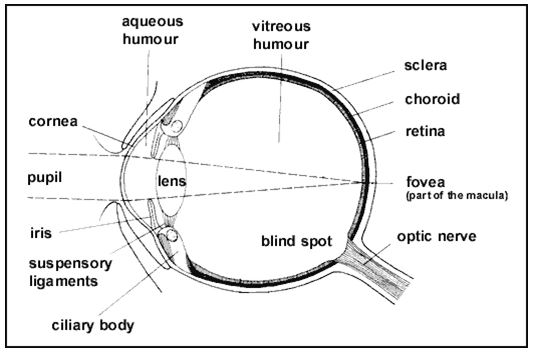 aqueous
humour
vitreous
humour
sclera
choroid
retina
cornea
pupil
lens
fovea
(part of the macula)
iris
blind spot
optic nerve
suspensory
ligaments
ciliary body